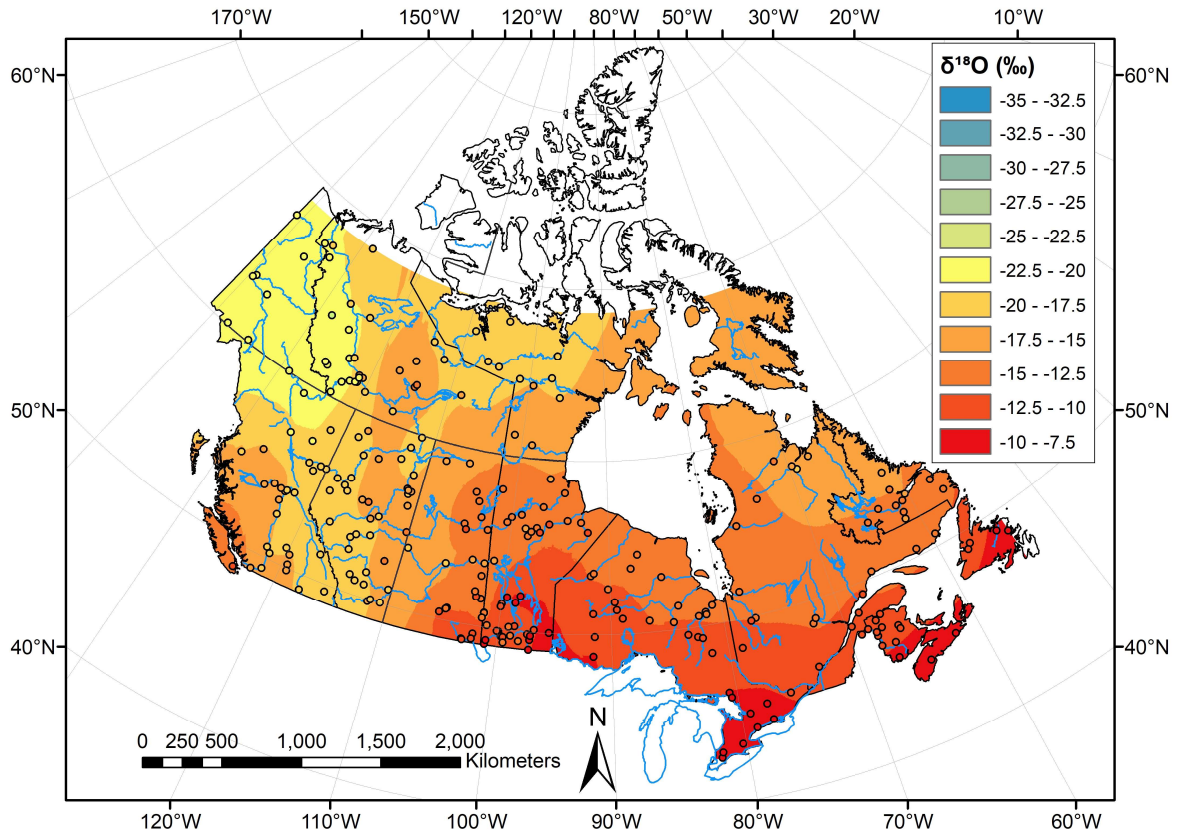 170°W 150°W 120°W 80°W 50°W 30°W 20°W 10°W
60°N 60°N
δ¹⁸O (‰)
-35 - -32.5
-32.5 - -30
-30 - -27.5
-27.5 - -25
-25 - -22.5
-22.5 - -20
-20 - -17.5
-17.5 - -15
-15 - -12.5
-12.5 - -10
-10 - -7.5
50°N 50°N
40°N 40°N
N
0 250 500 1,000 1,500 2,000
Kilometers
120°W 110°W 100°W 90°W 80°W 70°W 60°W